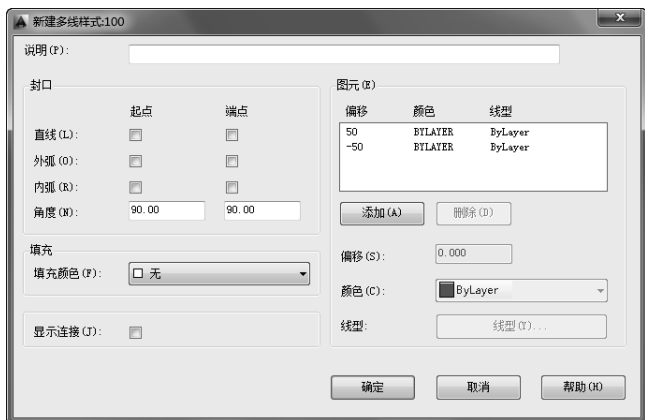 新建多线样式:100
说明(P):
封口
起点 端点
直线(L):
外弧(O):
内弧(R):
角度(N): 90.00 90.00
填充
填充颜色(F): 无
显示连接(J):
图元(E)
偏移 颜色 线型
50 BYLAYER ByLayer
-50 BYLAYER ByLayer
添加(A) 删除(D)
偏移(S): 0.000
颜色(C): ByLayer
线型: 线型(Y)...
确定 取消 帮助(H)